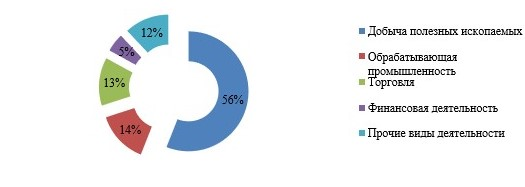 12%
5%
13%
14%
56%
Добыча полезных ископаемых
Обрабатывающая
промышленность
Торговля
Финансовая деятельность
Прочие виды деятельности